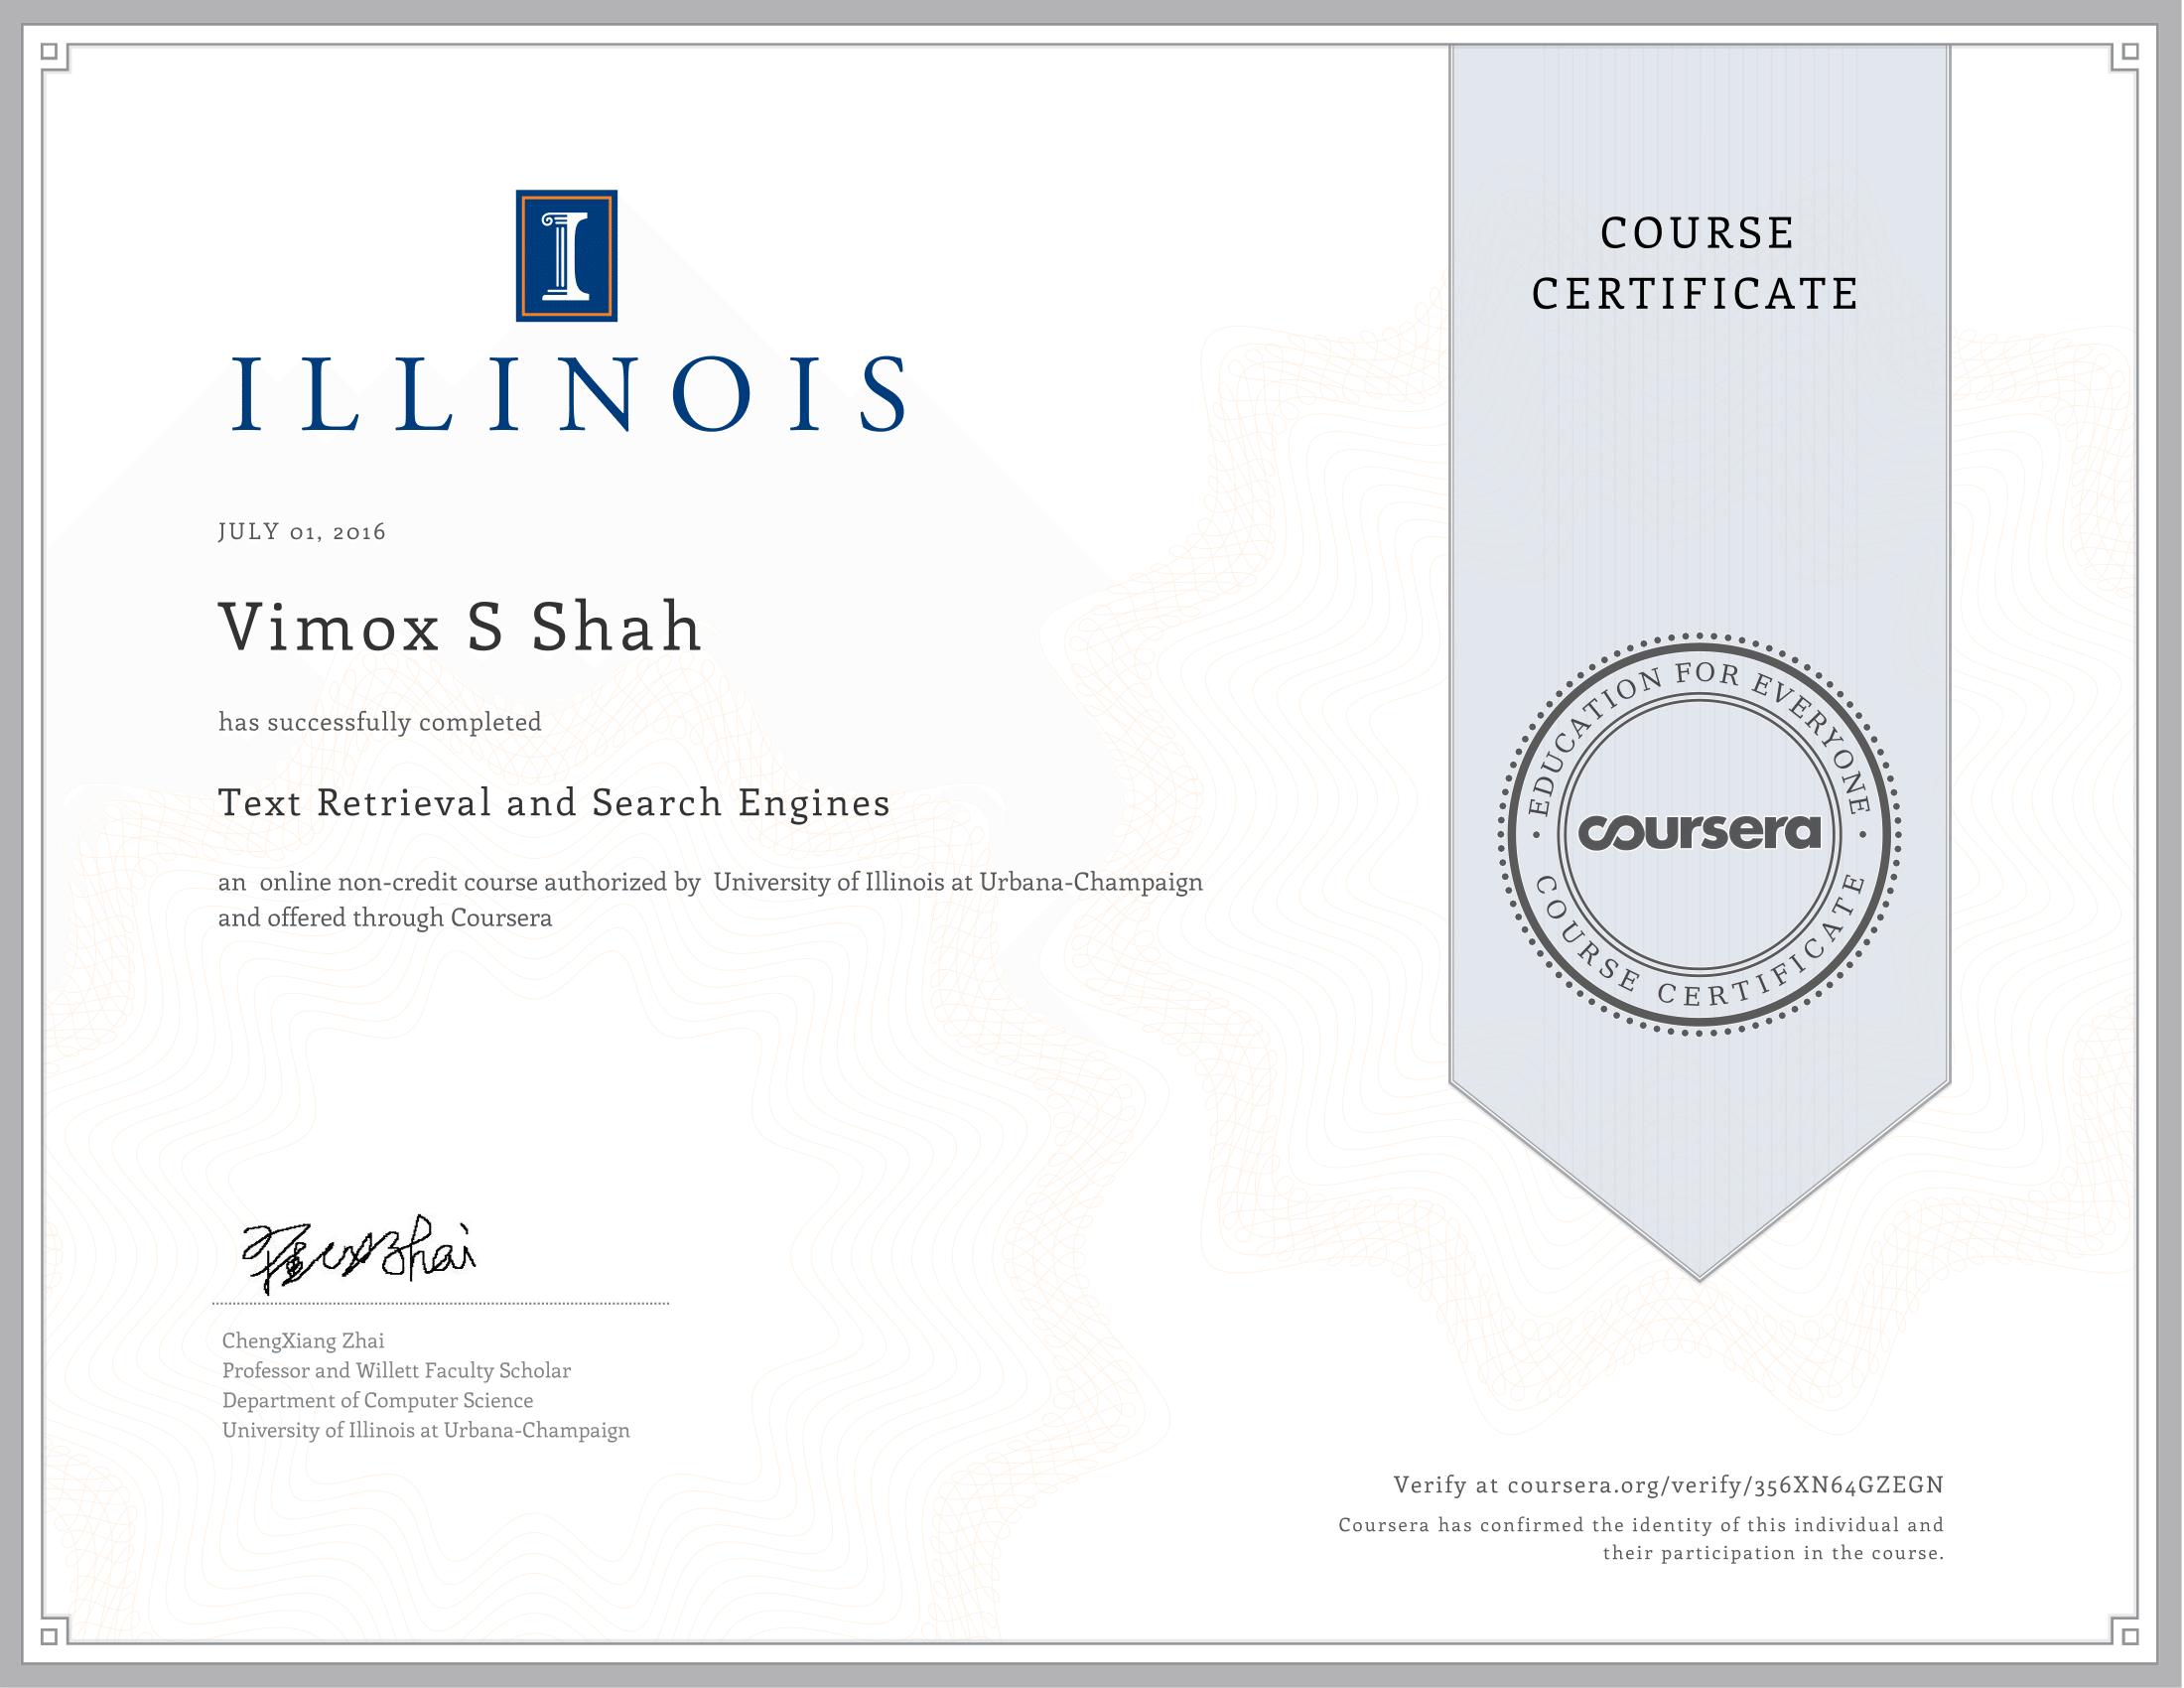 I
ILLINOIS
JULY 01, 2016
Vimox S Shah
has successfully completed
Text Retrieval and Search Engines
an online non-credit course authorized by University of Illinois at Urbana-Champaign
and offered through Coursera
COURSE
CERTIFICATE
EDUCATION FOR EVERYONE
coursera
COURSE CERTIFICATE
ChengXiang Zhai
Professor and Willett Faculty Scholar
Department of Computer Science
University of Illinois at Urbana-Champaign
Verify at coursera.org/verify/356XN64GZEGN
Coursera has confirmed the identity of this individual and
their participation in the course.